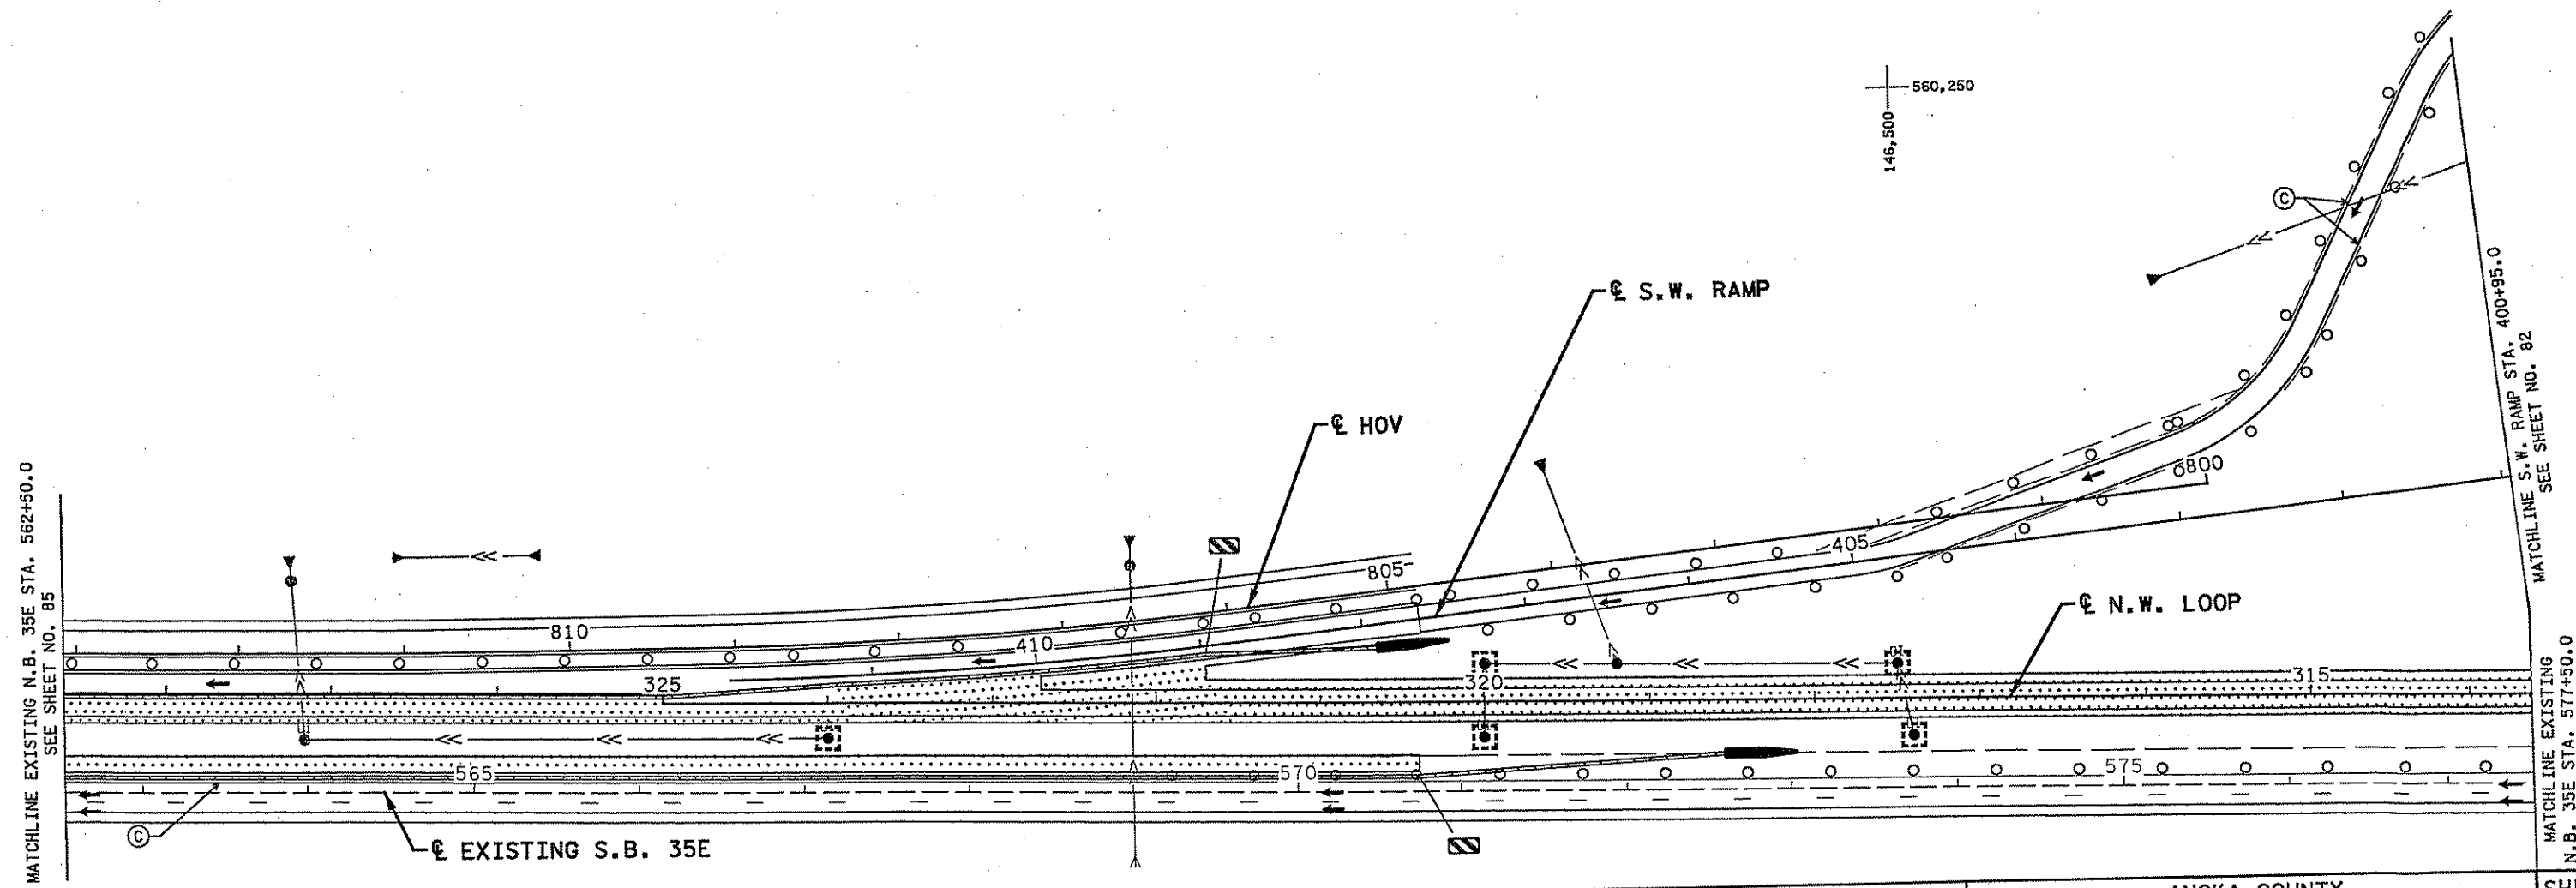 560,250
146,500
Ⓒ
℄ S.W. RAMP
℄ HOV
℄ N.W. LOOP
MATCHLINE S.W. RAMP STA. 400+95.0
SEE SHEET NO. 82
800
405
805
810
410
325
320
315
565
570
575
MATCHLINE EXISTING N.B. 35E STA. 562+50.0
SEE SHEET NO. 85
Ⓒ
℄ EXISTING S.B. 35E
MATCHLINE EXISTING
N.B. 35E STA. 577+50.0